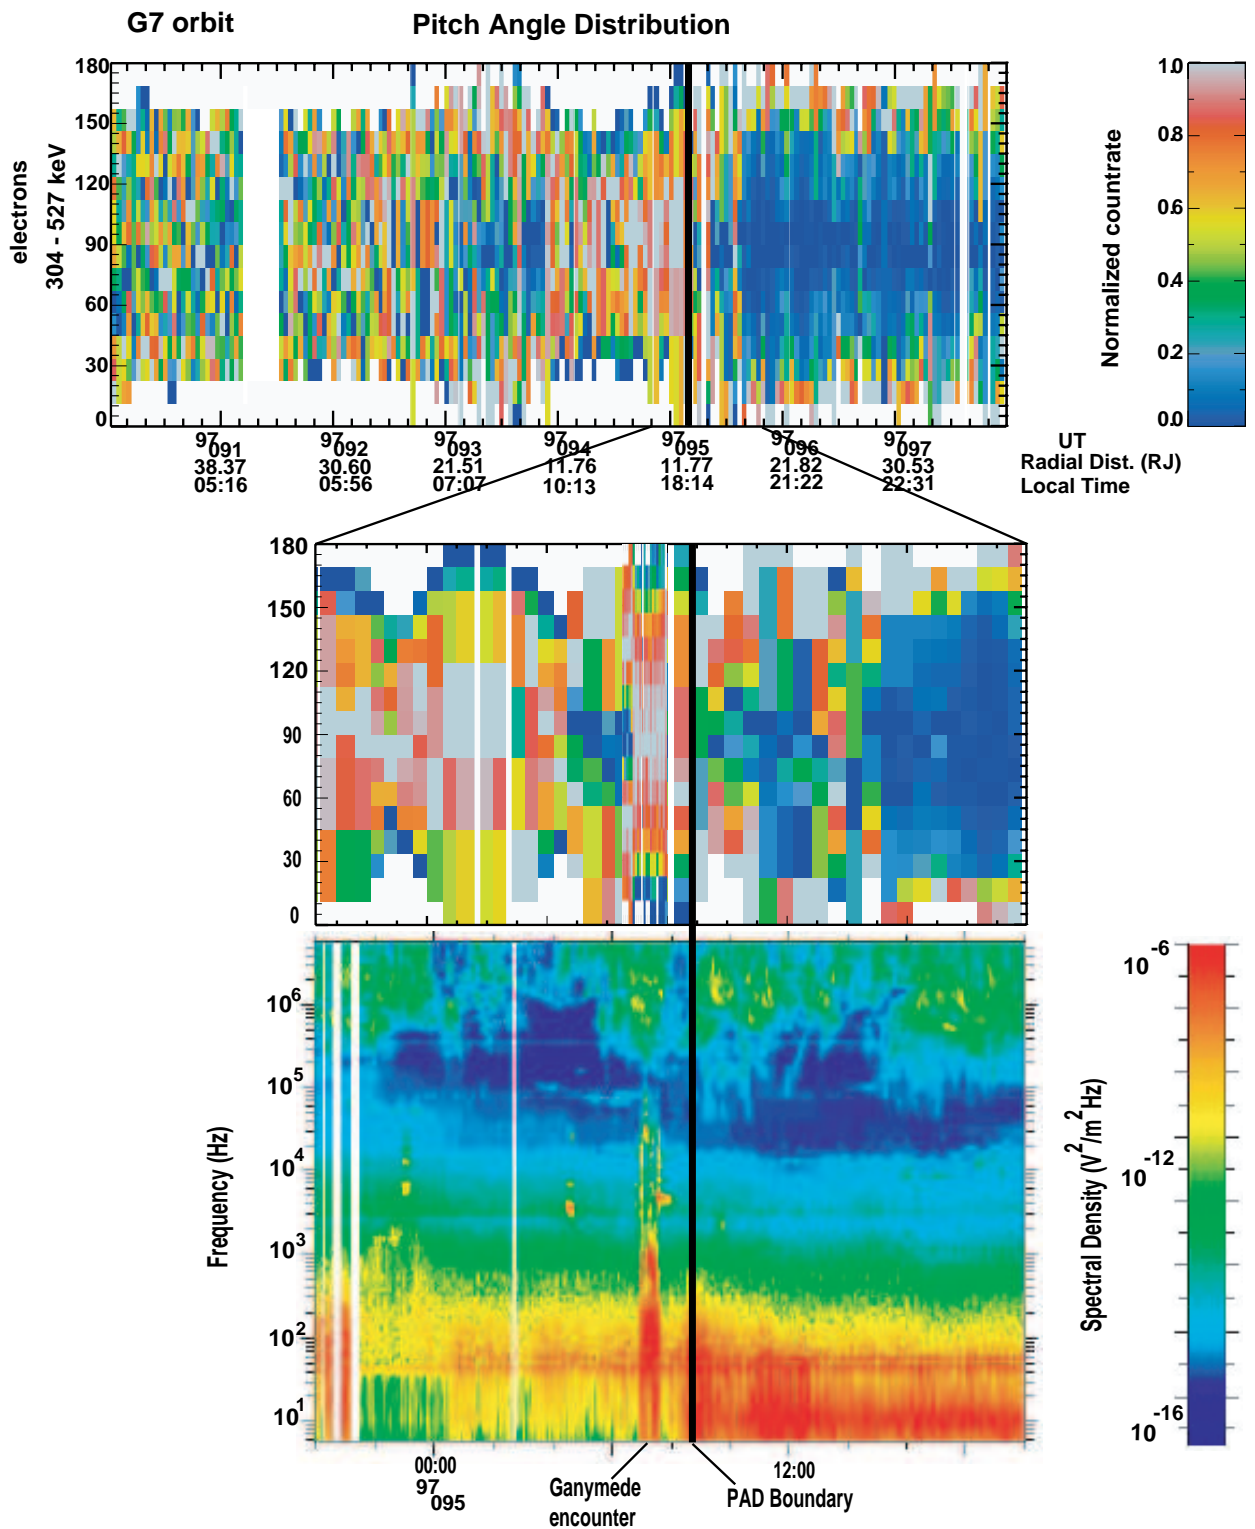 G7 orbit Pitch Angle Distribution
electrons
304 - 527 keV
180
150
120
90
60
30
0
1.0
0.8
0.6
0.4
0.2
0.0
Normalized countrate
97 091 97 092 97 093 97 094 97 095 97 096 97 097 UT
38.37 30.60 21.51 11.76 11.77 21.82 30.53 Radial Dist. (RJ)
05:16 05:56 07:07 10:13 18:14 21:22 22:31 Local Time
180
150
120
90
60
30
0
Frequency (Hz)
10^6
10^5
10^4
10^3
10^2
10^1
10^-6
10^-12
10^-16
Spectral Density (V^2/m^2 Hz)
00:00 12:00
97
095
Ganymede
encounter
PAD Boundary